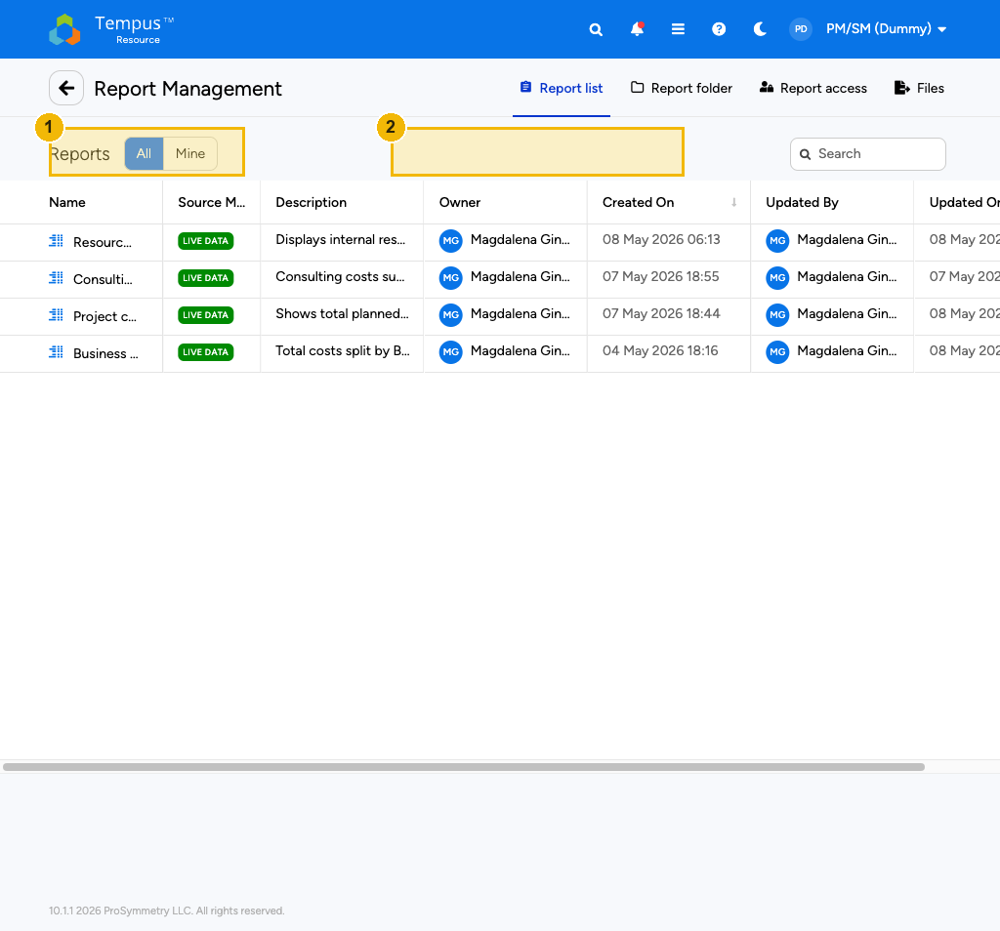 Tempus™
Resource
PD PM/SM (Dummy)
Report Management
Report list Report folder Report access Files
1 2
Reports All Mine Search
Name Source M... Description Owner Created On ↓ Updated By Updated On
Resourc... LIVE DATA Displays internal res... MG Magdalena Gin... 08 May 2026 06:13 MG Magdalena Gin... 08 May 202
Consulti... LIVE DATA Consulting costs su... MG Magdalena Gin... 07 May 2026 18:55 MG Magdalena Gin... 07 May 202
Project c... LIVE DATA Shows total planned... MG Magdalena Gin... 07 May 2026 18:44 MG Magdalena Gin... 08 May 202
Business ... LIVE DATA Total costs split by B... MG Magdalena Gin... 04 May 2026 18:16 MG Magdalena Gin... 08 May 202
10.1.1 2026 ProSymmetry LLC. All rights reserved.